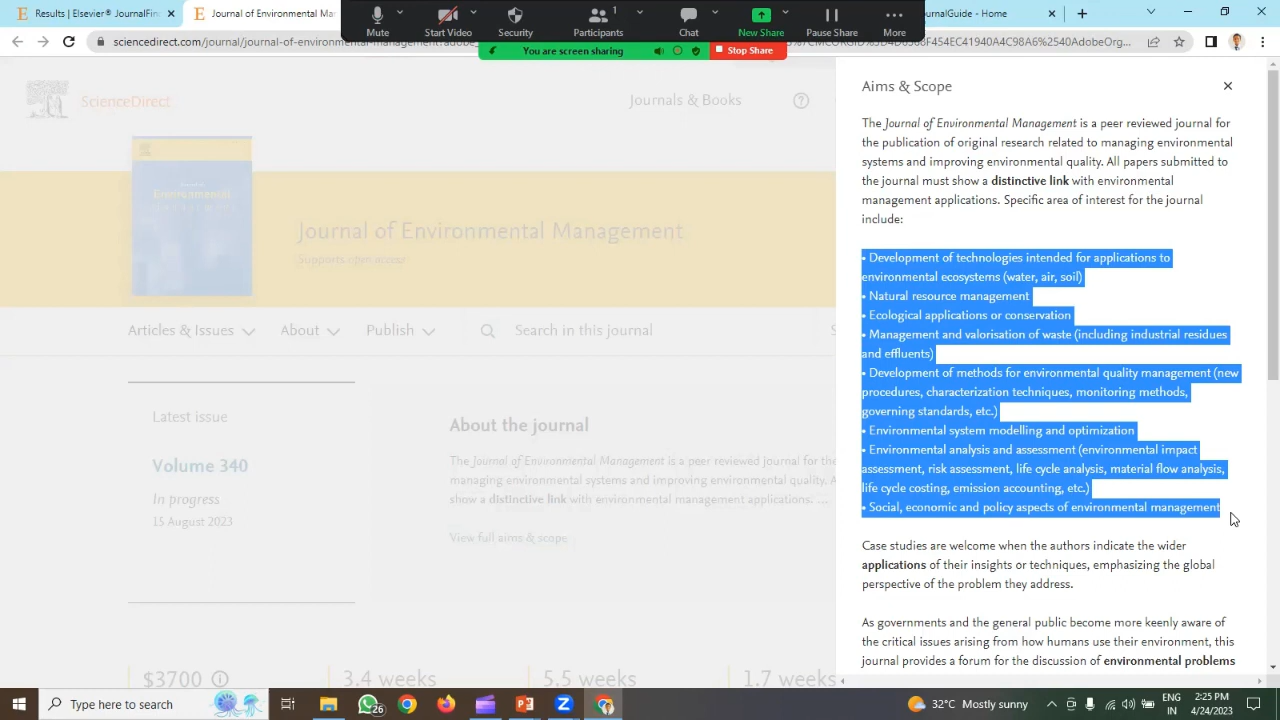 Results | Elsevier® JournalFin
Journal of Environmental Ma
urnalGuide - Home
Mute
Start Video
Security
Participants
1
Chat
New Share
Pause Share
More
You are screen sharing
Stop Share
ScienceDirect
Journals & Books
Journal of Environmental Management
Supports open access
Articles & Issues
About
Publish
Search in this journal
Latest issue
Volume 340
In progress
15 August 2023
About the journal
The Journal of Environmental Management is a peer reviewed journal for the
managing environmental systems and improving environmental quality. A
show a distinctive link with environmental management applications. ...
View full aims & scope
$3700
3.4 weeks
5.5 weeks
1.7 weeks
Aims & Scope
The Journal of Environmental Management is a peer reviewed journal for
the publication of original research related to managing environmental
systems and improving environmental quality. All papers submitted to
the journal must show a distinctive link with environmental
management applications. Specific area of interest for the journal
include:
• Development of technologies intended for applications to
environmental ecosystems (water, air, soil)
• Natural resource management
• Ecological applications or conservation
• Management and valorisation of waste (including industrial residues
and effluents)
• Development of methods for environmental quality management (new
procedures, characterization techniques, monitoring methods,
governing standards, etc.)
• Environmental system modelling and optimization
• Environmental analysis and assessment (environmental impact
assessment, risk assessment, life cycle analysis, material flow analysis,
life cycle costing, emission accounting, etc.)
• Social, economic and policy aspects of environmental management
Case studies are welcome when the authors indicate the wider
applications of their insights or techniques, emphasizing the global
perspective of the problem they address.
As governments and the general public become more keenly aware of
the critical issues arising from how humans use their environment, this
journal provides a forum for the discussion of environmental problems
Type here to search
26
32°C Mostly sunny
ENG
IN
2:25 PM
4/24/2023